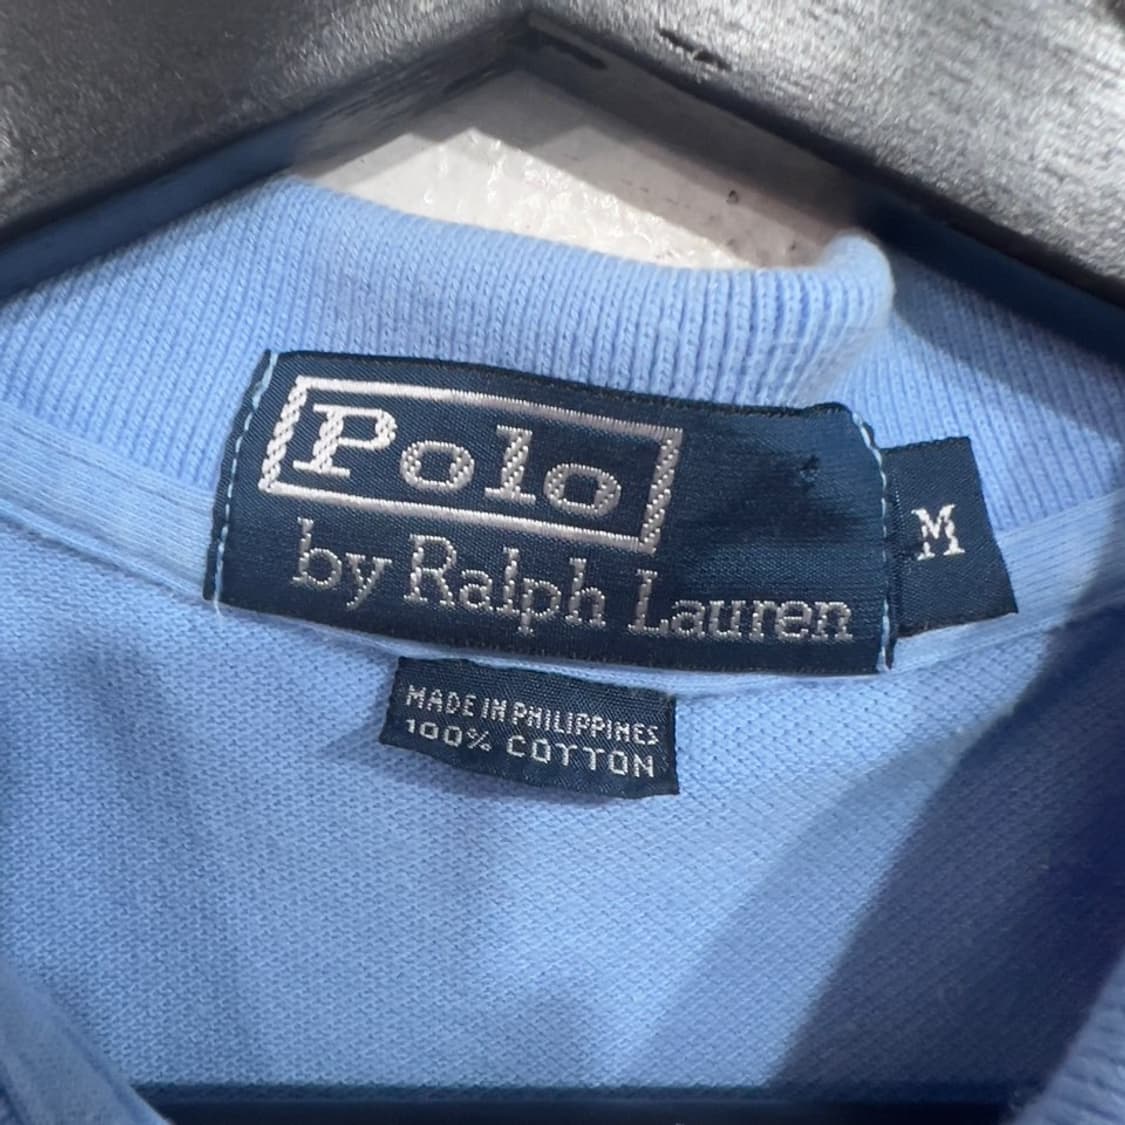 Polo
by Ralph Lauren
M
MADE IN PHILIPPINES
100% COTTON